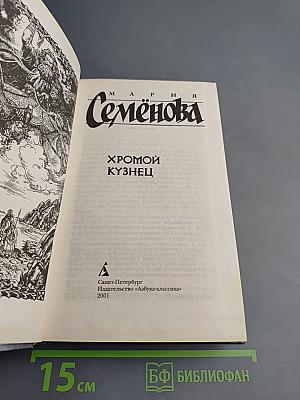 МАРИЯ
Семёнова
ХРОМОЙ
КУЗНЕЦ
Санкт-Петербург
Издательство «Азбука-классика»
2001
15 см
БФ БИБЛИОФАН